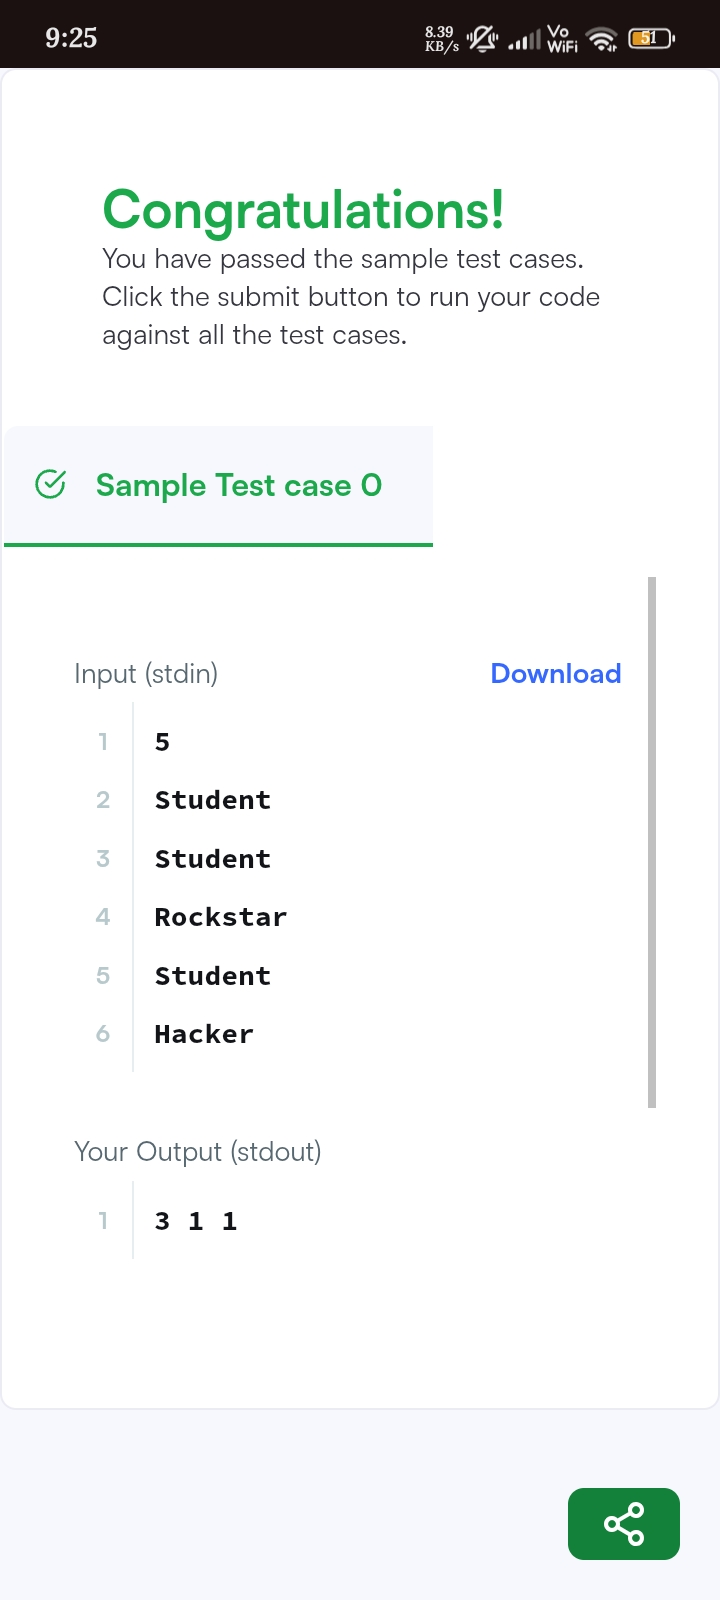 9:25
8.39
KB/s
Vo
WiFi
51
Congratulations!
You have passed the sample test cases.
Click the submit button to run your code
against all the test cases.
Sample Test case 0
Input (stdin)
Download
1 5
2 Student
3 Student
4 Rockstar
5 Student
6 Hacker
Your Output (stdout)
1 3 1 1